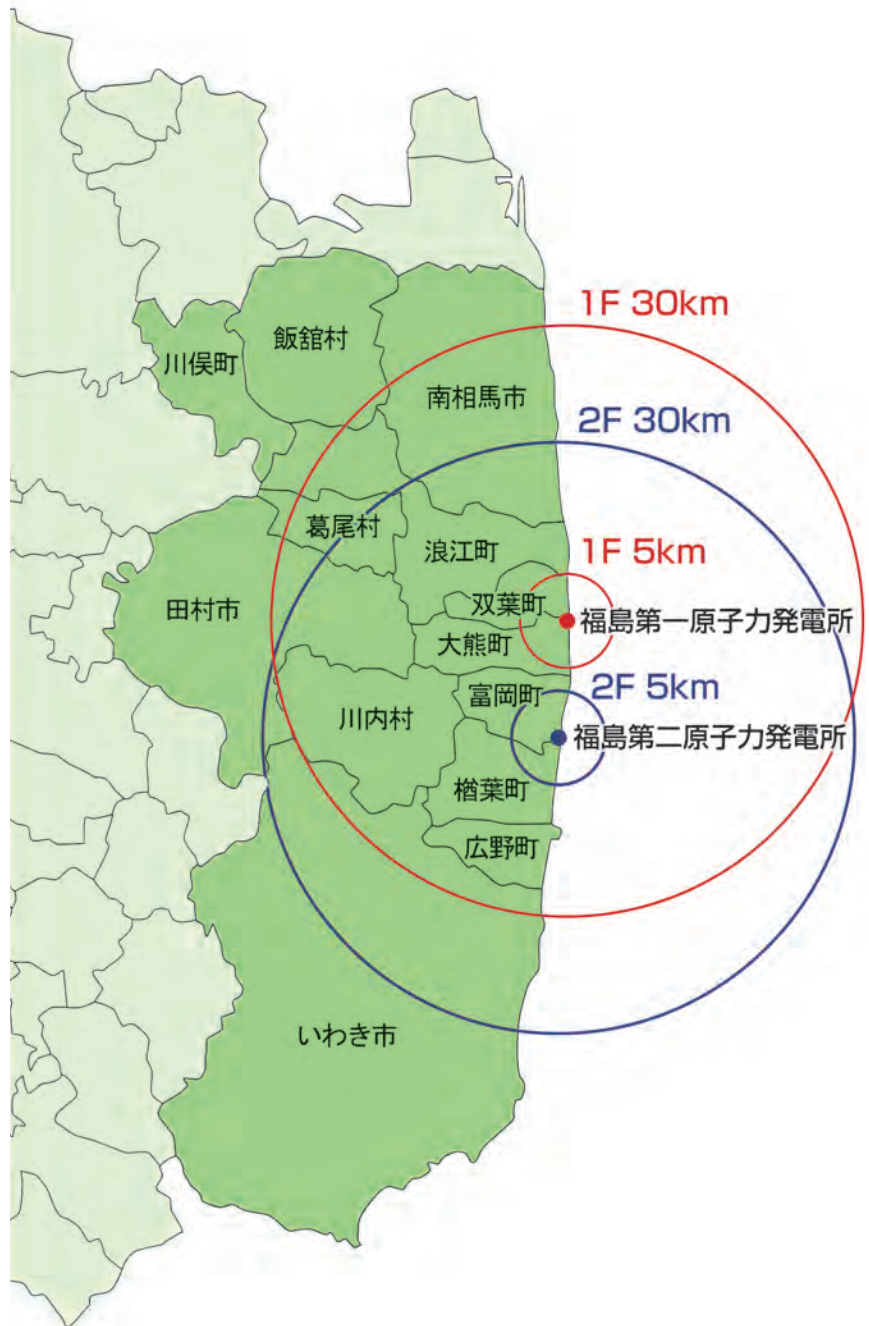 1F 30km
飯舘村
川俣町
南相馬市
2F 30km
葛尾村
浪江町
1F 5km
田村市
双葉町
福島第一原子力発電所
大熊町
2F 5km
富岡町
川内村
福島第二原子力発電所
楢葉町
広野町
いわき市